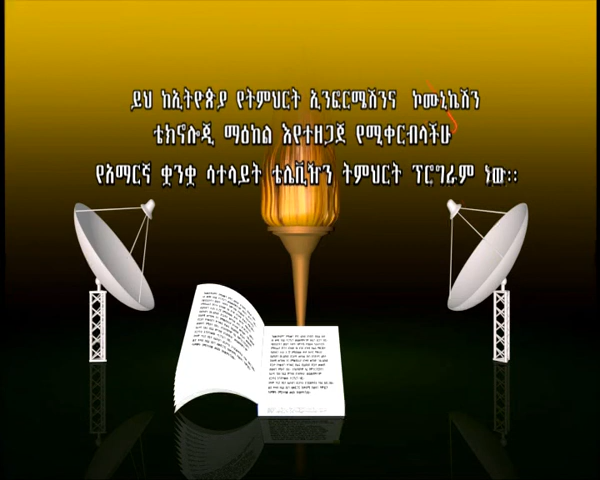 ይህ ከኢትዮጵያ የትምህርት ኢንፎርሜሽንና ኮሙኒኬሽን
ቴክኖሎጂ ማዕከል እየተዘጋጀ የሚቀርብላችሁ
የአማርኛ ቋንቋ ሳተላይት ቴሌቪዥን ትምህርት ፕሮግራም ነው።